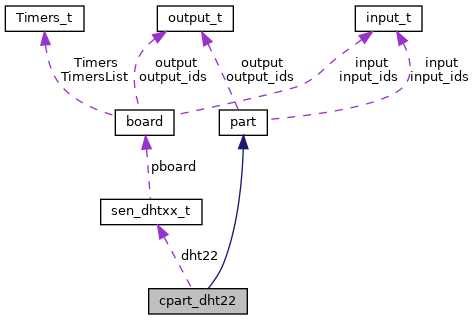 Timers_t
output_t
input_t
Timers
TimersList
output
output_ids
output
output_ids
input
input_ids
input
input_ids
board
part
pboard
sen_dhtxx_t
dht22
cpart_dht22